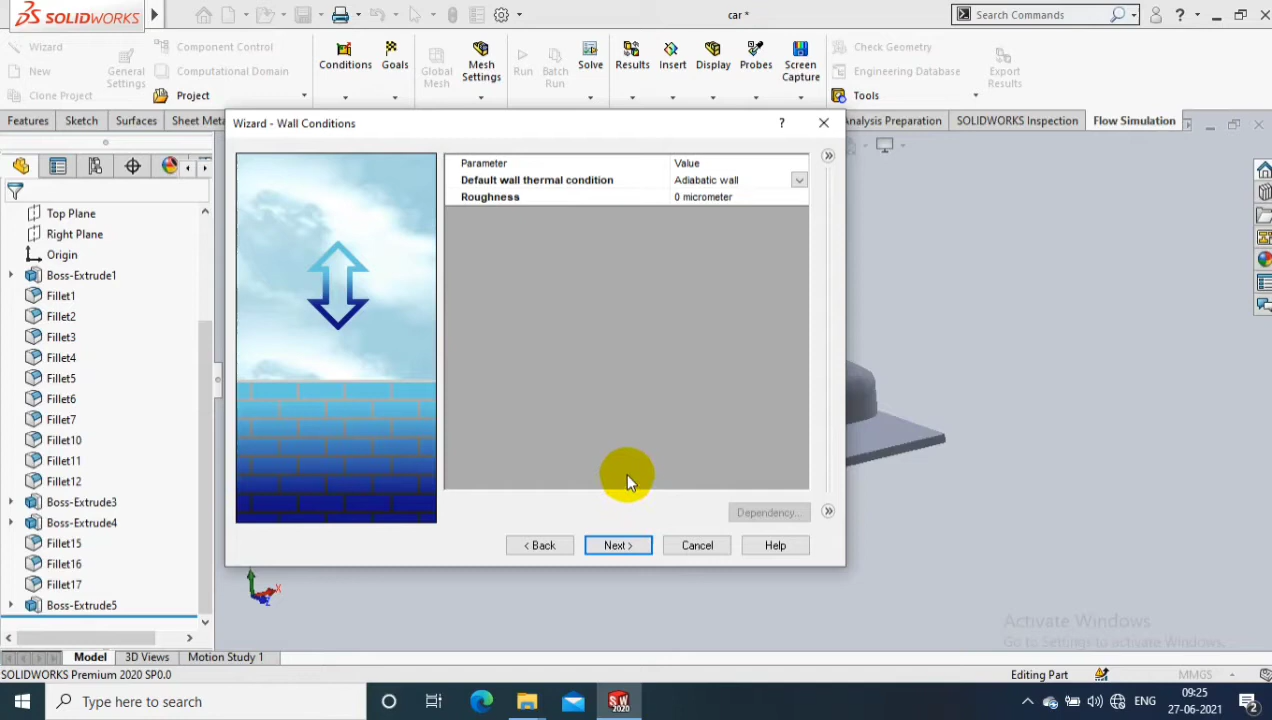 SOLIDWORKS
car *
Search Commands
Wizard
New
Clone Project
General Settings
Component Control
Computational Domain
Project
Conditions
Goals
Global Mesh
Mesh Settings
Run
Batch Run
Solve
Results
Insert
Display
Probes
Screen Capture
Check Geometry
Engineering Database
Tools
Export Results
Features
Sketch
Surfaces
Sheet Meta
Analysis Preparation
SOLIDWORKS Inspection
Flow Simulation
Wizard - Wall Conditions
Parameter Value
Default wall thermal condition Adiabatic wall
Roughness 0 micrometer
Dependency...
< Back
Next >
Cancel
Help
Top Plane
Right Plane
Origin
Boss-Extrude1
Fillet1
Fillet2
Fillet3
Fillet4
Fillet5
Fillet6
Fillet7
Fillet10
Fillet11
Fillet12
Boss-Extrude3
Boss-Extrude4
Fillet15
Fillet16
Fillet17
Boss-Extrude5
X
Activate Windows
Go to Settings to activate Windows.
Model
3D Views
Motion Study 1
SOLIDWORKS Premium 2020 SP0.0
Editing Part
MMGS
Type here to search
SW
2020
ENG
09:25
27-06-2021
2